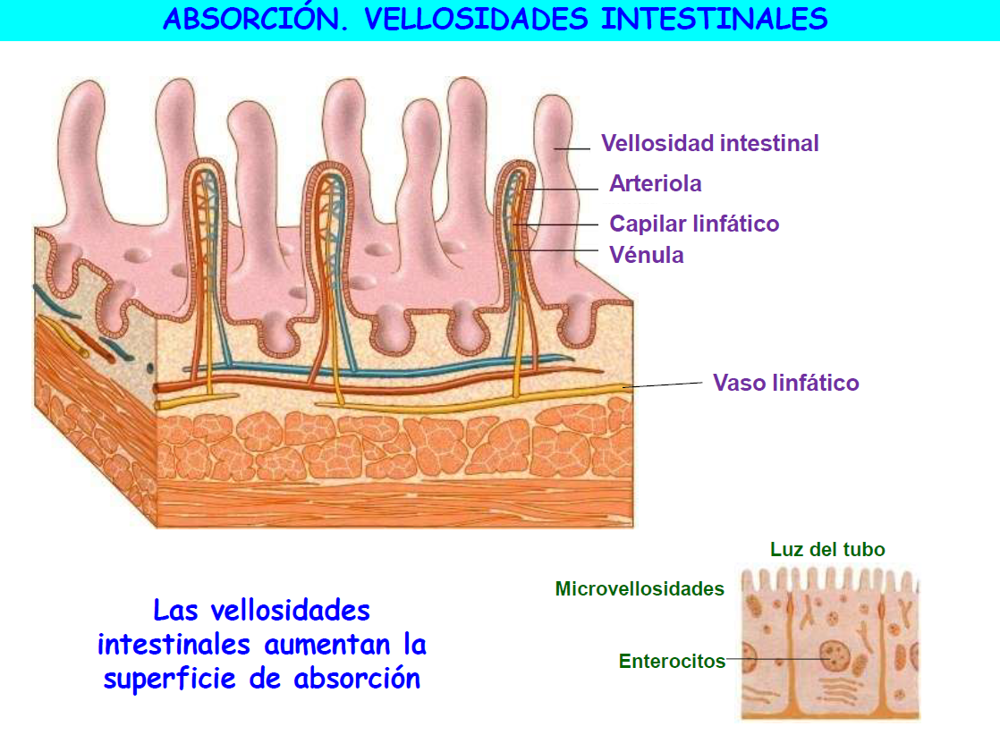 ABSORCIÓN. VELLOSIDADES INTESTINALES
Vellosidad intestinal
Arteriola
Capilar linfático
Vénula
Vaso linfático
Luz del tubo
Microvellosidades
Enterocitos
Las vellosidades
intestinales aumentan la
superficie de absorción